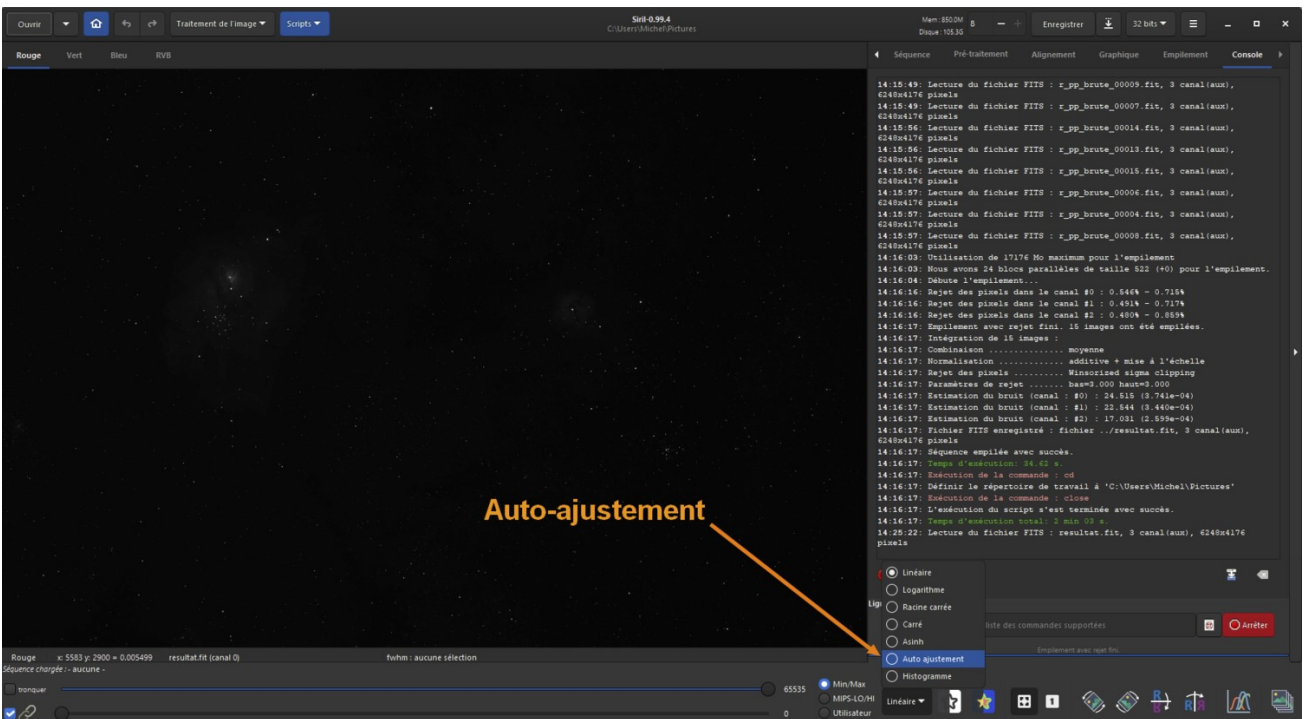 Ouvrir Traitement de l'image Scripts Siril-0.99.4 Mem : 850.0M 8 Enregistrer 32 bits
C:\Users\Michel\Pictures Disque : 105.3G
Rouge Vert Bleu RVB Séquence Pré-traitement Alignement Graphique Empilement Console
14:15:49: Lecture du fichier FITS : r_pp_brute_00009.fit, 3 canal(aux),
6248x4176 pixels
14:15:49: Lecture du fichier FITS : r_pp_brute_00007.fit, 3 canal(aux),
6248x4176 pixels
14:15:56: Lecture du fichier FITS : r_pp_brute_00014.fit, 3 canal(aux),
6248x4176 pixels
14:15:56: Lecture du fichier FITS : r_pp_brute_00013.fit, 3 canal(aux),
6248x4176 pixels
14:15:56: Lecture du fichier FITS : r_pp_brute_00015.fit, 3 canal(aux),
6248x4176 pixels
14:15:57: Lecture du fichier FITS : r_pp_brute_00006.fit, 3 canal(aux),
6248x4176 pixels
14:15:57: Lecture du fichier FITS : r_pp_brute_00004.fit, 3 canal(aux),
6248x4176 pixels
14:15:57: Lecture du fichier FITS : r_pp_brute_00008.fit, 3 canal(aux),
6248x4176 pixels
14:16:03: Utilisation de 17176 Mo maximum pour l'empilement
14:16:03: Nous avons 24 blocs parallèles de taille 522 (+0) pour l'empilement.
14:16:04: Débute l'empilement...
14:16:16: Rejet des pixels dans le canal #0 : 0.546% - 0.715%
14:16:16: Rejet des pixels dans le canal #1 : 0.491% - 0.717%
14:16:16: Rejet des pixels dans le canal #2 : 0.480% - 0.859%
14:16:17: Empilement avec rejet fini. 15 images ont été empilées.
14:16:17: Intégration de 15 images :
14:16:17: Combinaison ............... moyenne
14:16:17: Normalisation ............. additive + mise à l'échelle
14:16:17: Rejet des pixels .......... Winsorized sigma clipping
14:16:17: Paramètres de rejet ....... bas=3.000 haut=3.000
14:16:17: Estimation du bruit (canal : #0) : 24.515 (3.741e-04)
14:16:17: Estimation du bruit (canal : #1) : 22.544 (3.440e-04)
14:16:17: Estimation du bruit (canal : #2) : 17.031 (2.599e-04)
14:16:17: Fichier FITS enregistré : fichier ../resultat.fit, 3 canal(aux),
6248x4176 pixels
14:16:17: Séquence empilée avec succès.
14:16:17: Temps d'exécution: 34.62 s.
14:16:17: Exécution de la commande : cd
14:16:17: Définir le répertoire de travail à 'C:\Users\Michel\Pictures'
14:16:17: Exécution de la commande : close
14:16:17: L'exécution du script s'est terminée avec succès.
14:16:17: Temps d'exécution total: 2 min 03 s.
14:25:22: Lecture du fichier FITS : resultat.fit, 3 canal(aux), 6248x4176
pixels
Auto-ajustement
Linéaire
Logarithme
Racine carrée
Carré liste des commandes supportées Arrêter
Asinh
Auto ajustement Empilement avec rejet fini.
Histogramme
Rouge x: 5583 y: 2900 = 0.005499 resultat.fit (canal 0) fwhm : aucune sélection
Séquence chargée : - aucune -
tronquer 65535 Min/Max
MIPS-LO/HI Linéaire
0 Utilisateur